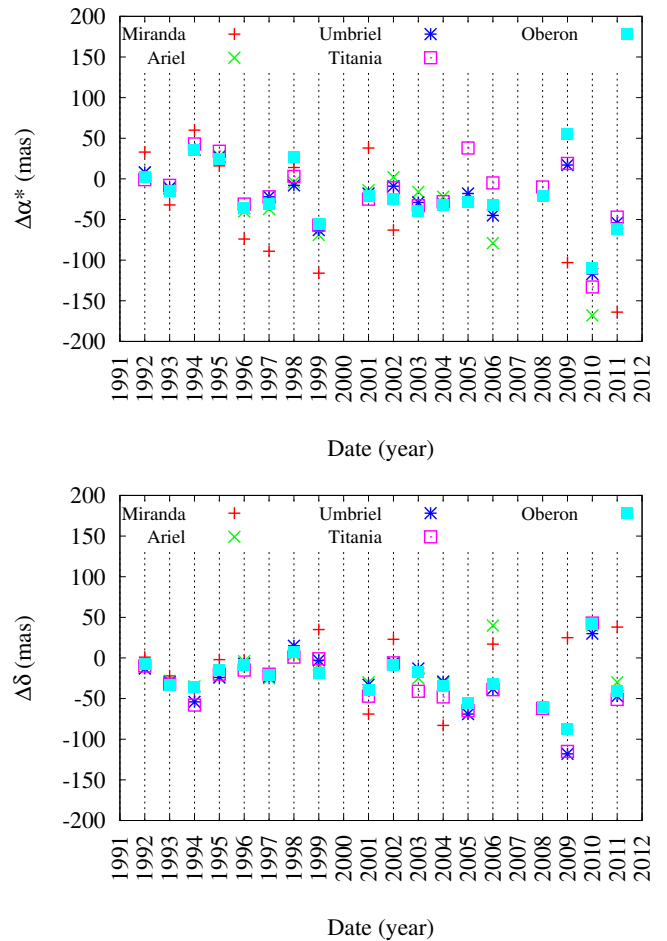 200
150
100
50
0
-50
-100
-150
-200
Δα* (mas)
Miranda Umbriel Oberon
Ariel Titania
1991 1992 1993 1994 1995 1996 1997 1998 1999 2000 2001 2002 2003 2004 2005 2006 2007 2008 2009 2010 2011 2012
Date (year)
200
150
100
50
0
-50
-100
-150
-200
Δδ (mas)
Miranda Umbriel Oberon
Ariel Titania
1991 1992 1993 1994 1995 1996 1997 1998 1999 2000 2001 2002 2003 2004 2005 2006 2007 2008 2009 2010 2011 2012
Date (year)